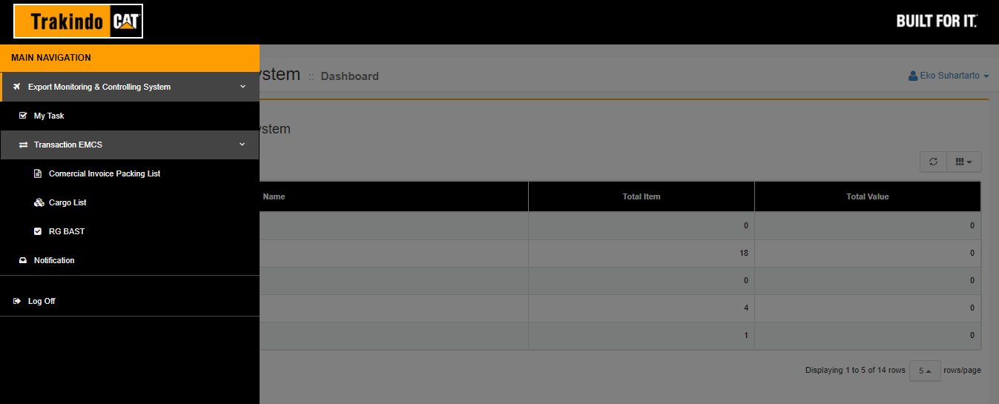 Trakindo CAT
BUILT FOR IT.
MAIN NAVIGATION
Export Monitoring & Controlling System
My Task
Transaction EMCS
Comercial Invoice Packing List
Cargo List
RG BAST
Notification
Log Off
ystem :: Dashboard
Eko Suhartarto
ystem
Name Total Item Total Value
0 0
18 0
0 0
4 0
1 0
Displaying 1 to 5 of 14 rows 5 rows/page